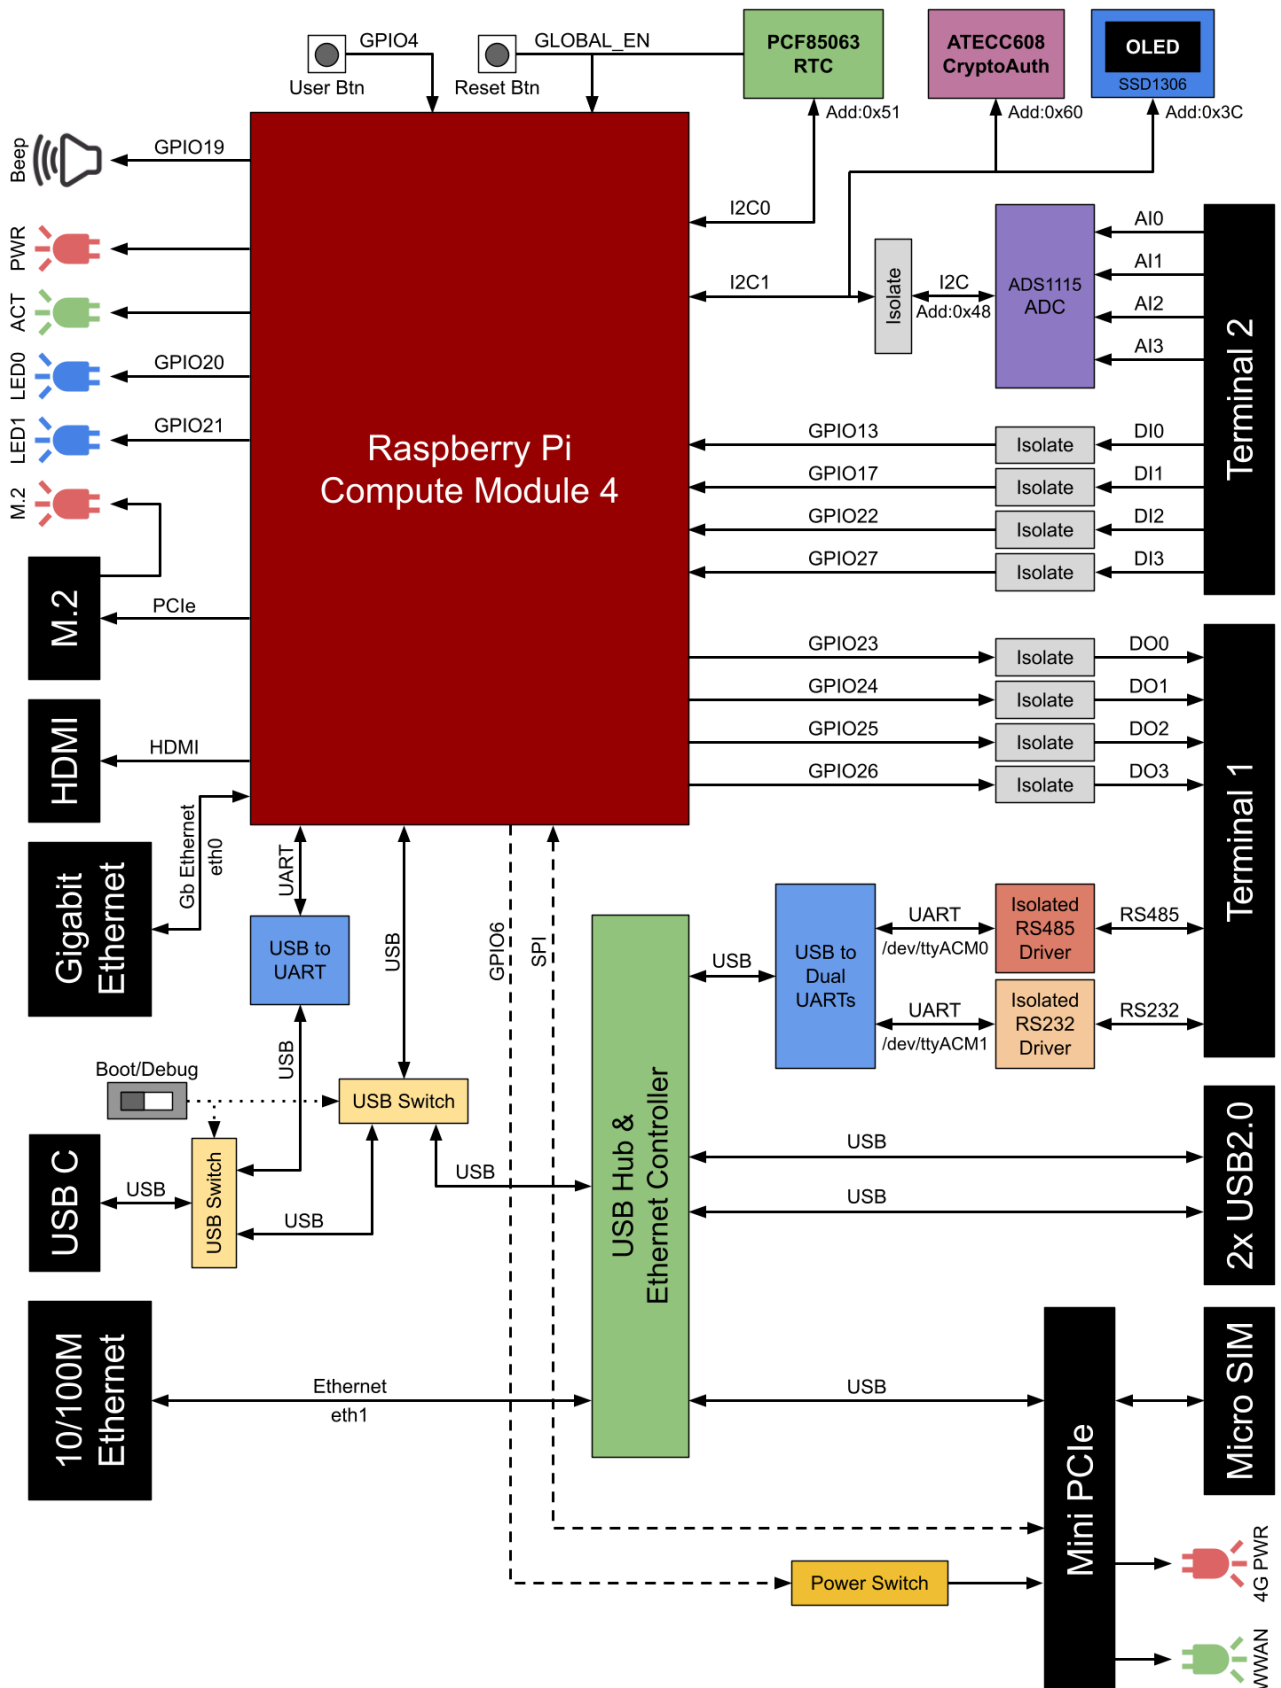 GPIO4
User Btn
GLOBAL_EN
Reset Btn
PCF85063
RTC
Add:0x51
ATECC608
CryptoAuth
Add:0x60
OLED
SSD1306
Add:0x3C
Beep
GPIO19
PWR
ACT
LED0
GPIO20
LED1
GPIO21
M.2
M.2
PCIe
HDMI
HDMI
Gigabit
Ethernet
Gb Ethernet
eth0
Raspberry Pi
Compute Module 4
I2C0
I2C1
Isolate
I2C
Add:0x48
ADS1115
ADC
AI0
AI1
AI2
AI3
Terminal 2
GPIO13
Isolate
DI0
GPIO17
Isolate
DI1
GPIO22
Isolate
DI2
GPIO27
Isolate
DI3
GPIO23
Isolate
DO0
GPIO24
Isolate
DO1
GPIO25
Isolate
DO2
GPIO26
Isolate
DO3
Terminal 1
UART
USB to
UART
USB
USB
GPIO6
SPI
USB
USB to
Dual
UARTs
UART
/dev/ttyACM0
Isolated
RS485
Driver
RS485
UART
/dev/ttyACM1
Isolated
RS232
Driver
RS232
Boot/Debug
USB Switch
USB C
USB
USB Switch
USB
USB
USB Hub &
Ethernet Controller
USB
USB
2x USB2.0
10/100M
Ethernet
Ethernet
eth1
USB
Mini PCIe
Micro SIM
Power Switch
4G PWR
WWAN